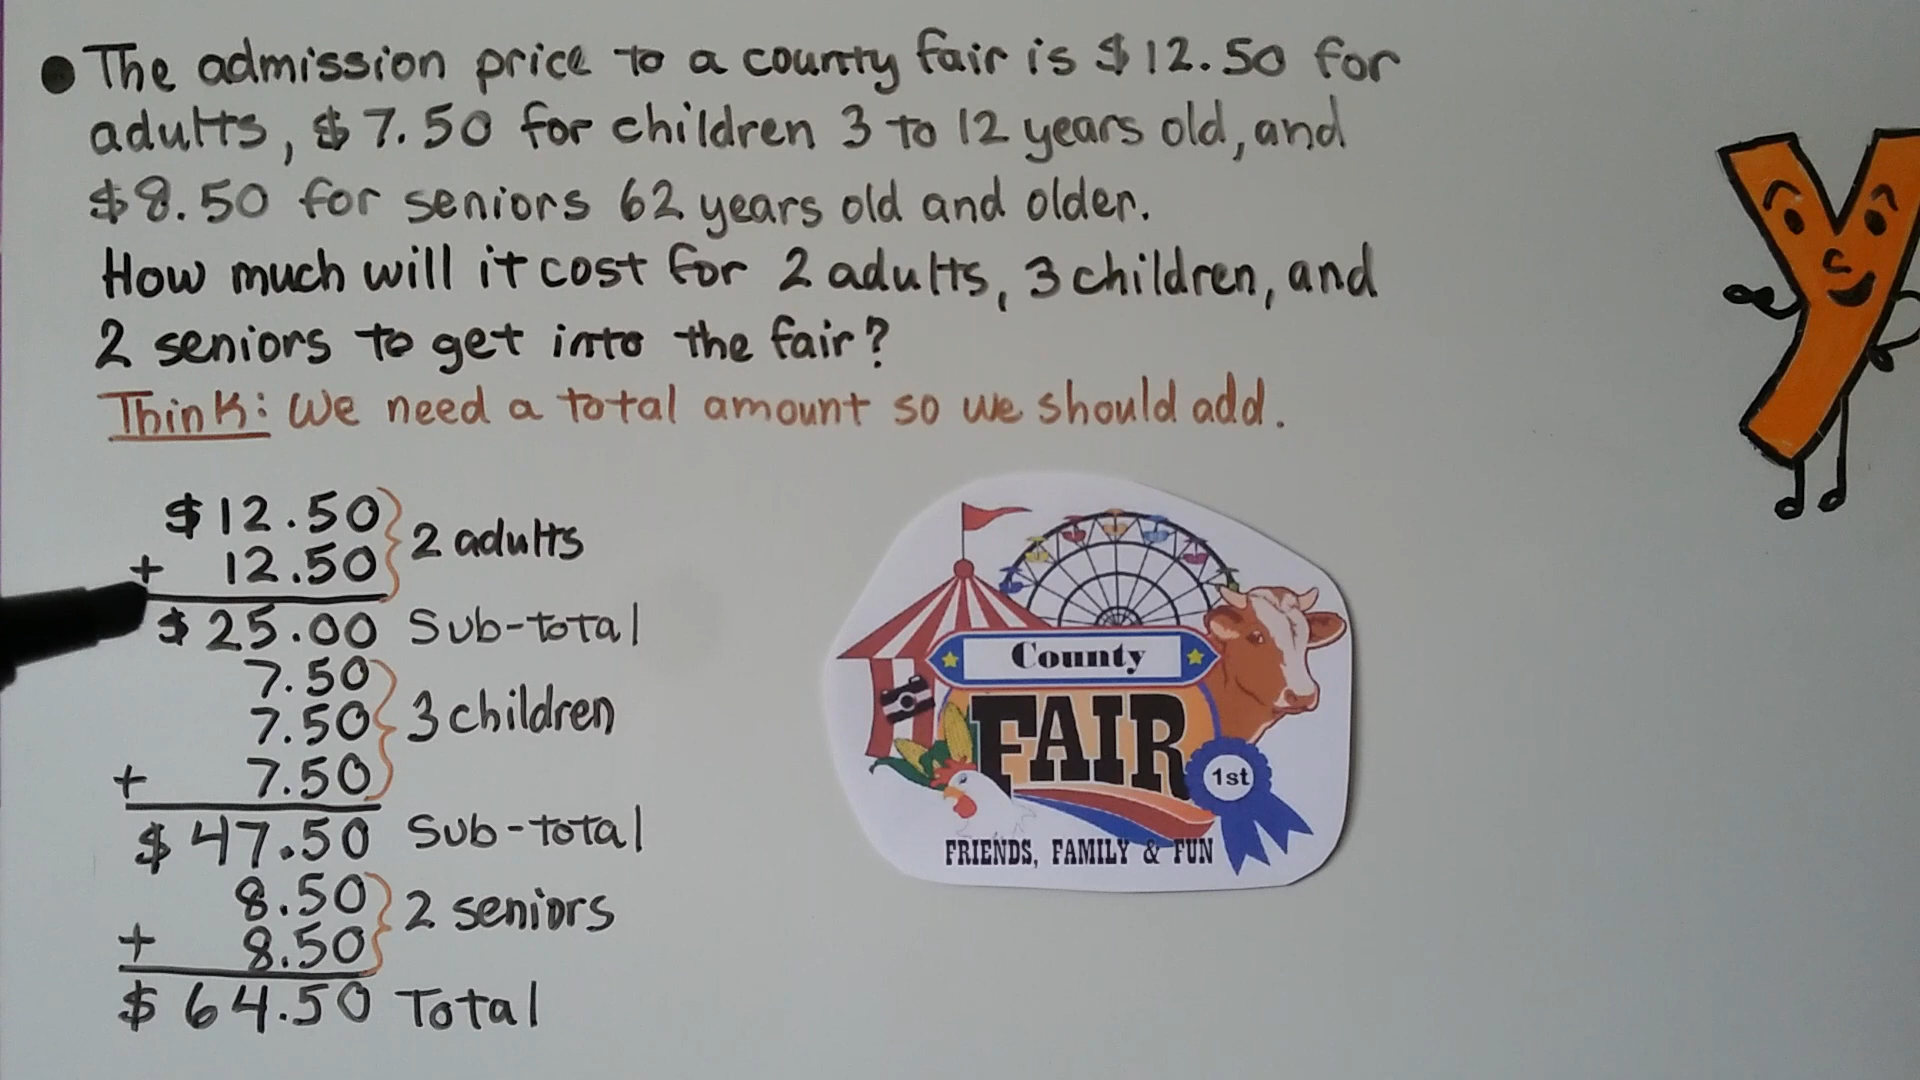 The admission price to a county fair is $12.50 for
adults, $7.50 for children 3 to 12 years old, and
$8.50 for seniors 62 years old and older.
How much will it cost for 2 adults, 3 children, and
2 seniors to get into the fair?
Think: We need a total amount so we should add.
$12.50
+ 12.50
2 adults
$25.00 Sub-total
7.50
7.50
+ 7.50
3 children
$47.50 Sub-total
8.50
+ 8.50
2 seniors
$64.50 Total
County
FAIR
1st
FRIENDS, FAMILY & FUN
Y